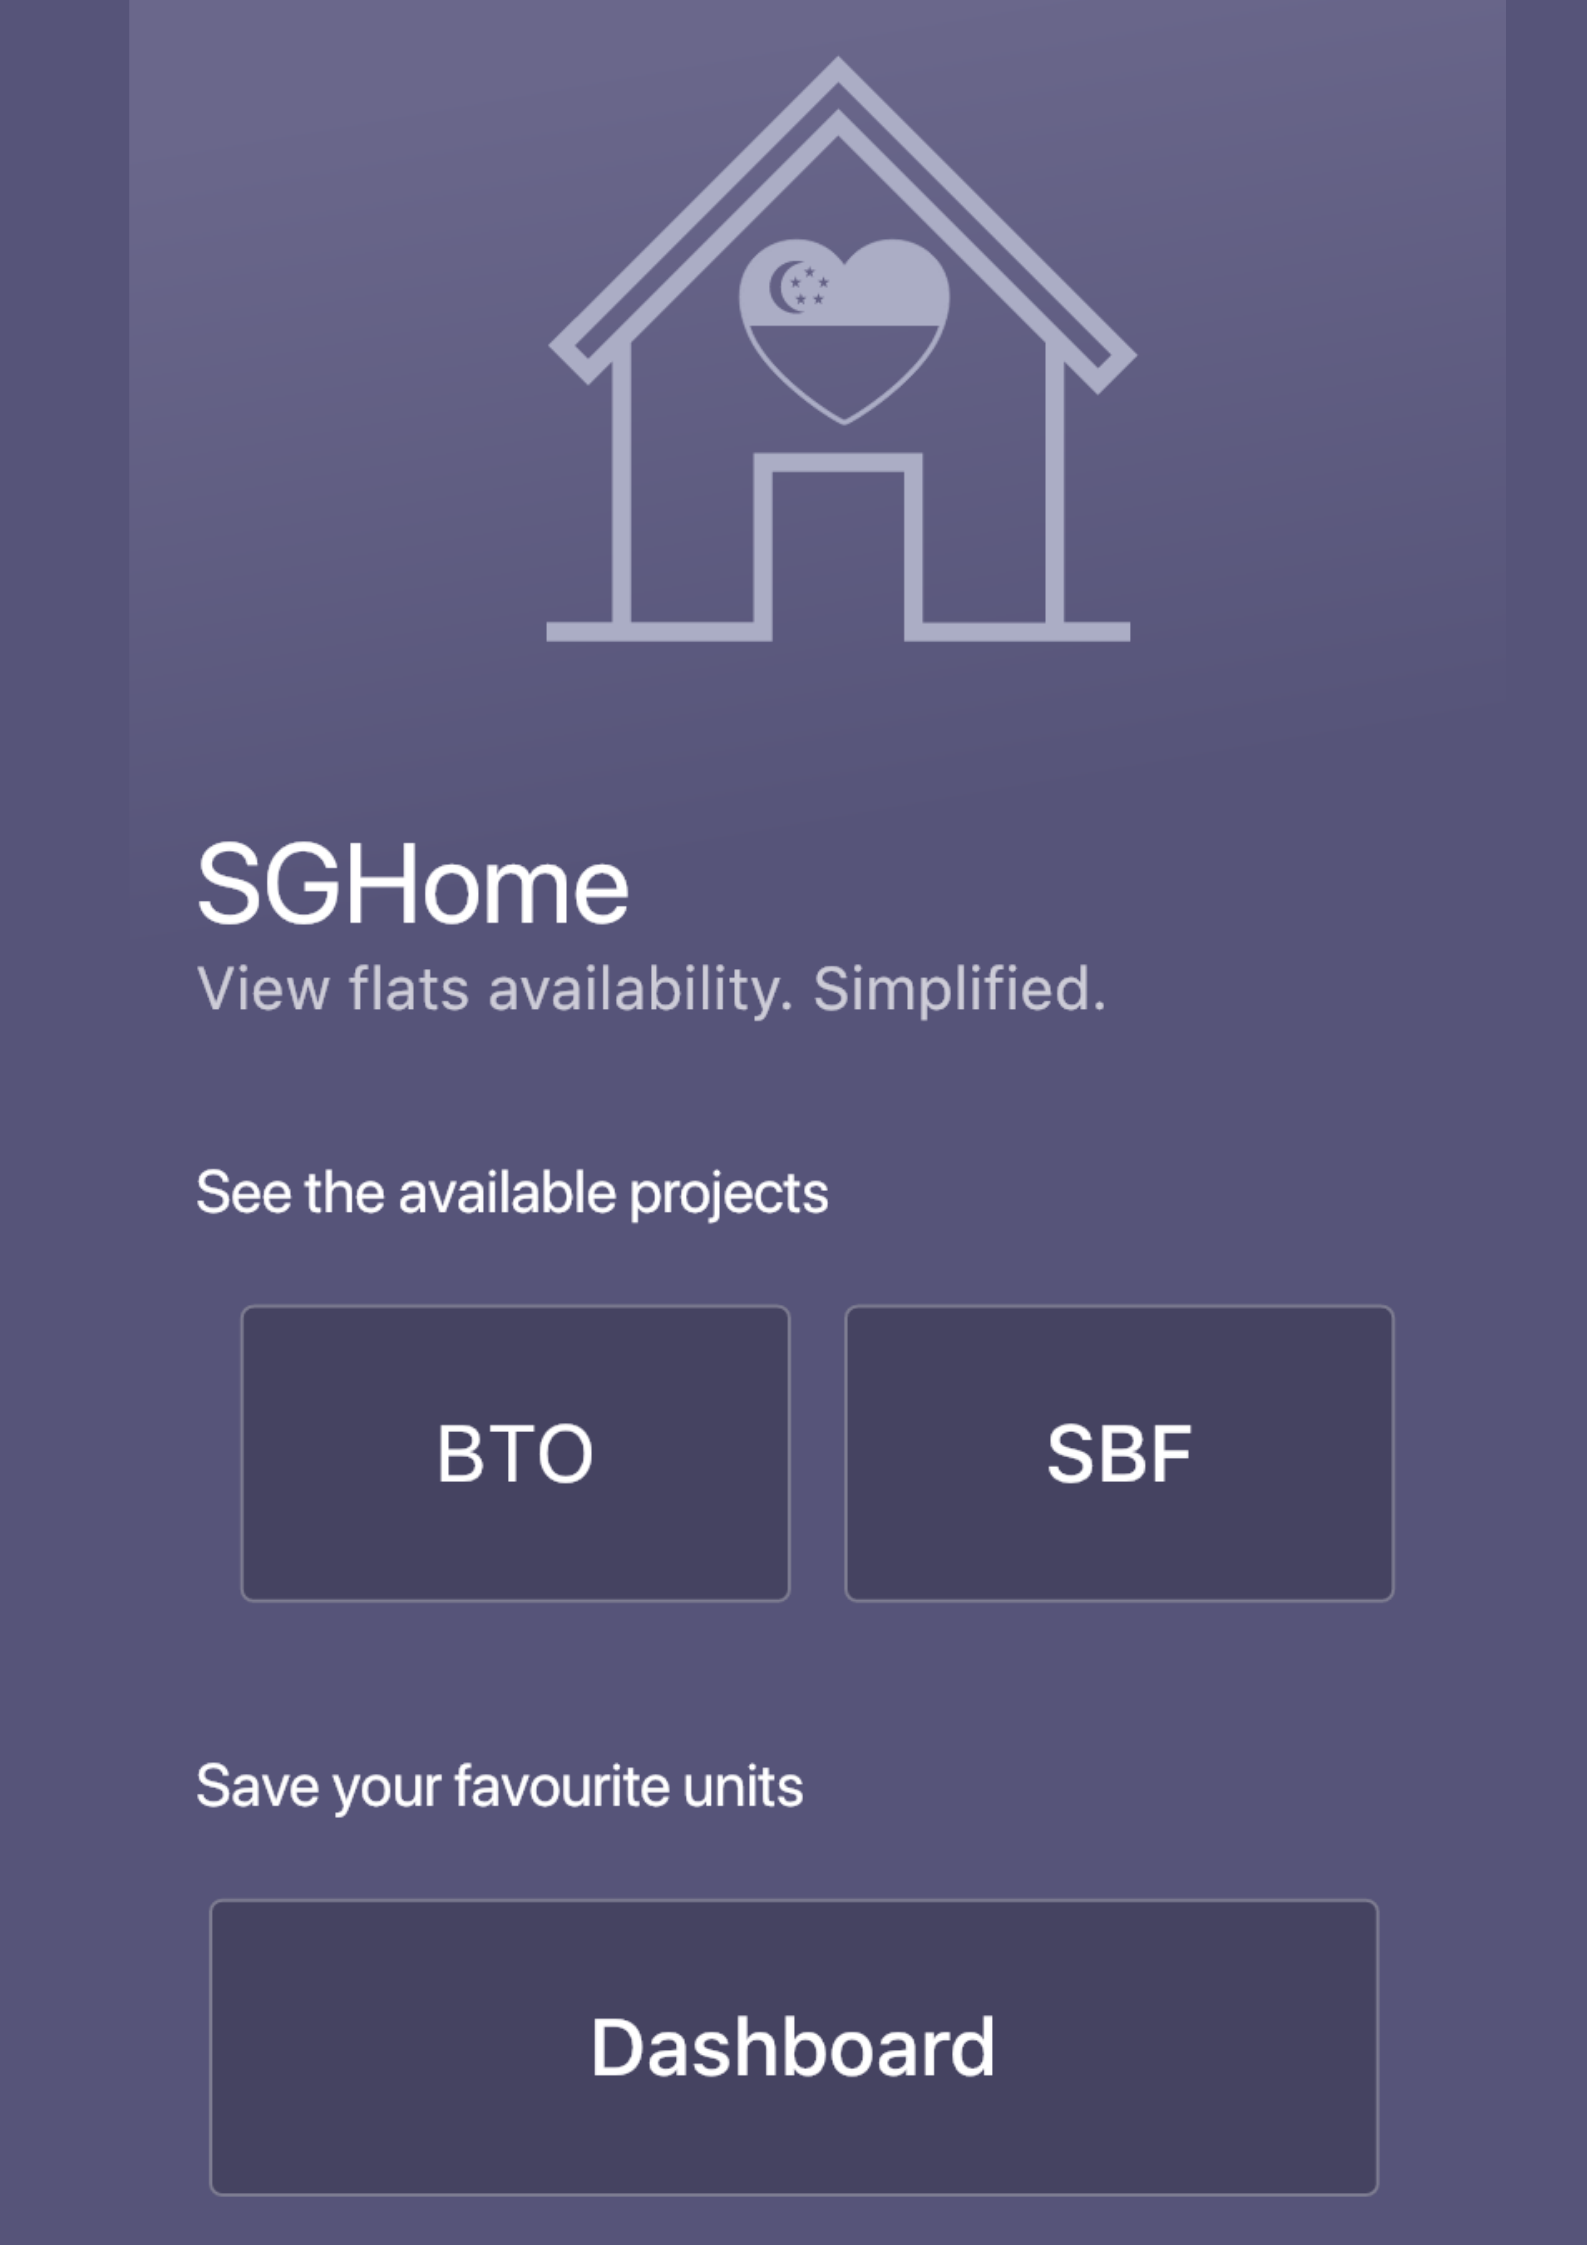 SGHome
View flats availability. Simplified.
See the available projects
BTO
SBF
Save your favourite units
Dashboard